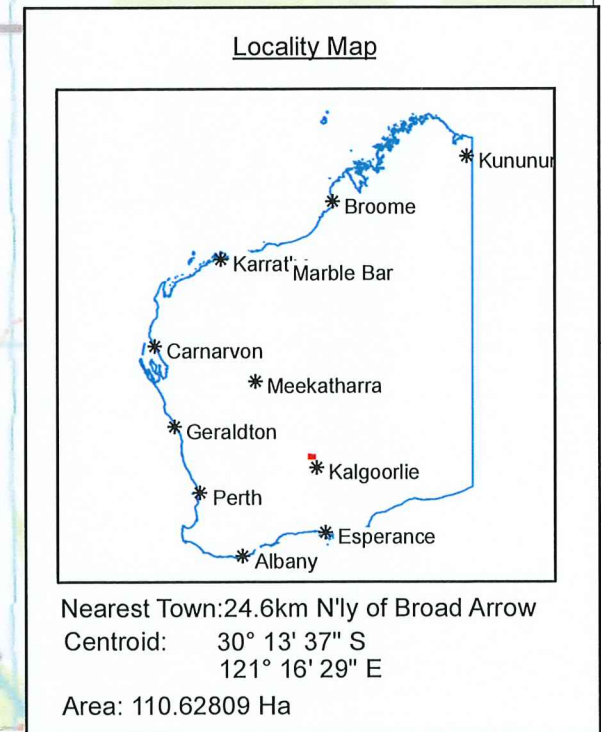 Locality Map
Kununur
Broome
Karrat'
Marble Bar
Carnarvon
Meekatharra
Geraldton
Kalgoorlie
Perth
Esperance
Albany
Nearest Town:24.6km N'ly of Broad Arrow
Centroid: 30° 13' 37" S
121° 16' 29" E
Area: 110.62809 Ha